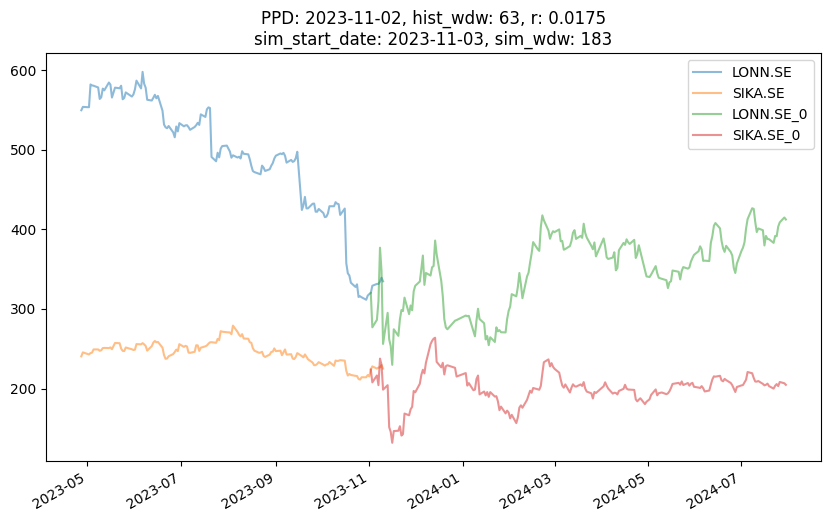 PPD: 2023-11-02, hist_wdw: 63, r: 0.0175
sim_start_date: 2023-11-03, sim_wdw: 183
LONN.SE
SIKA.SE
LONN.SE_0
SIKA.SE_0
600
500
400
300
200
2023-05
2023-07
2023-09
2023-11
2024-01
2024-03
2024-05
2024-07